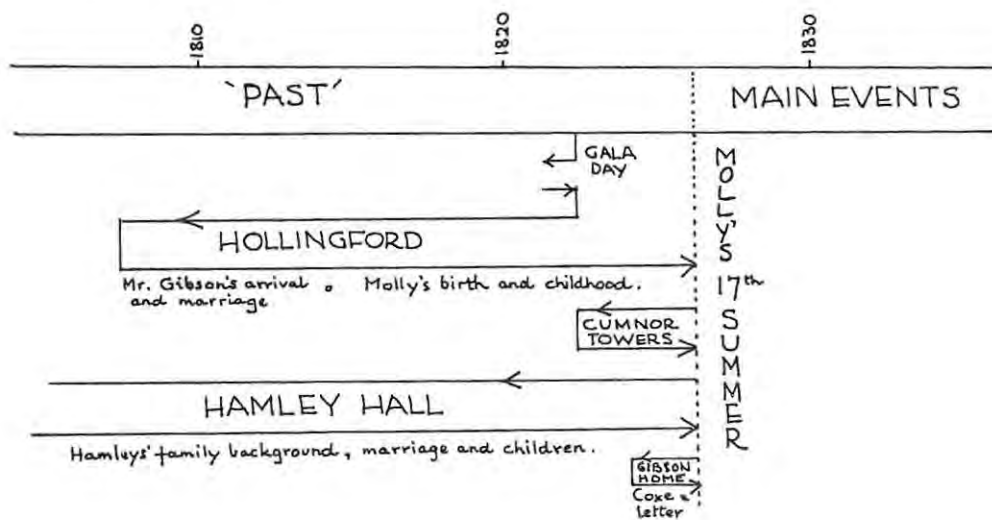 1810
1820
1830
'PAST'
MAIN EVENTS
GALA
DAY
MOLLY'S
17th
SUMMER
HOLLINGFORD
Mr. Gibson's arrival
and marriage
Molly's birth and childhood.
CUMNOR
TOWERS
HAMLEY HALL
Hamleys' family background, marriage and children.
GIBSON
HOME
Coxe
letter